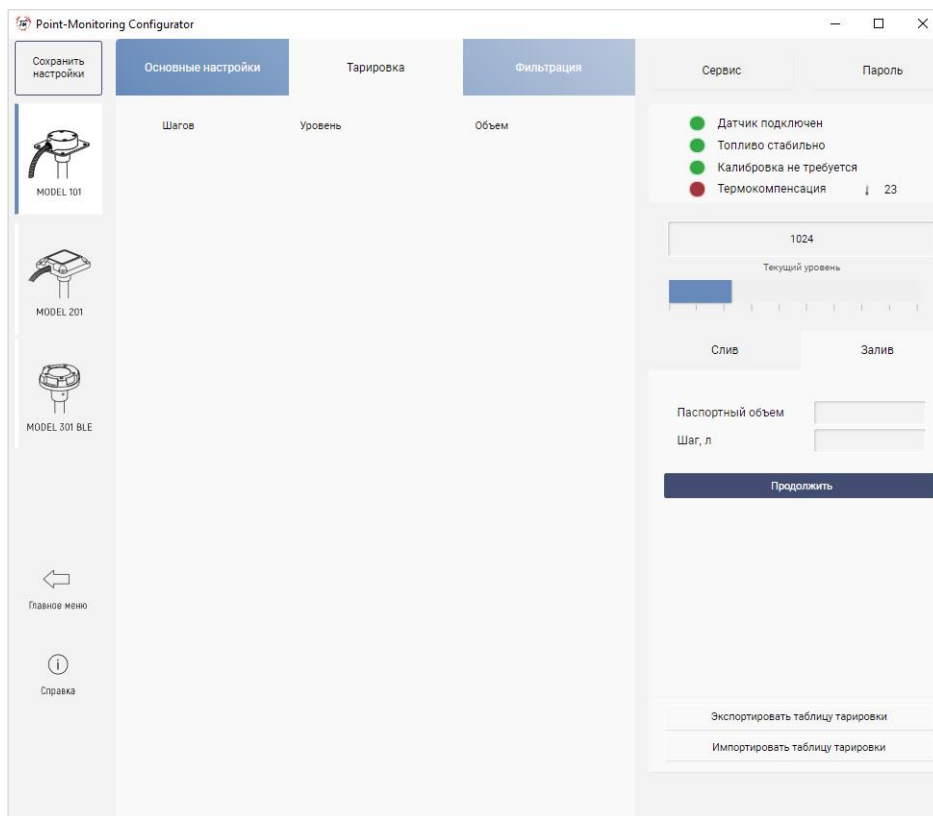 Point-Monitoring Configurator
Сохранить
настройки
Основные настройки
Тарировка
Фильтрация
Сервис
Пароль
Шагов
Уровень
Объем
MODEL 101
MODEL 201
MODEL 301 BLE
Главное меню
Справка
Датчик подключен
Топливо стабильно
Калибровка не требуется
Термокомпенсация 23
1024
Текущий уровень
Слив
Залив
Паспортный объем
Шаг, л
Продолжить
Экспортировать таблицу тарировки
Импортировать таблицу тарировки